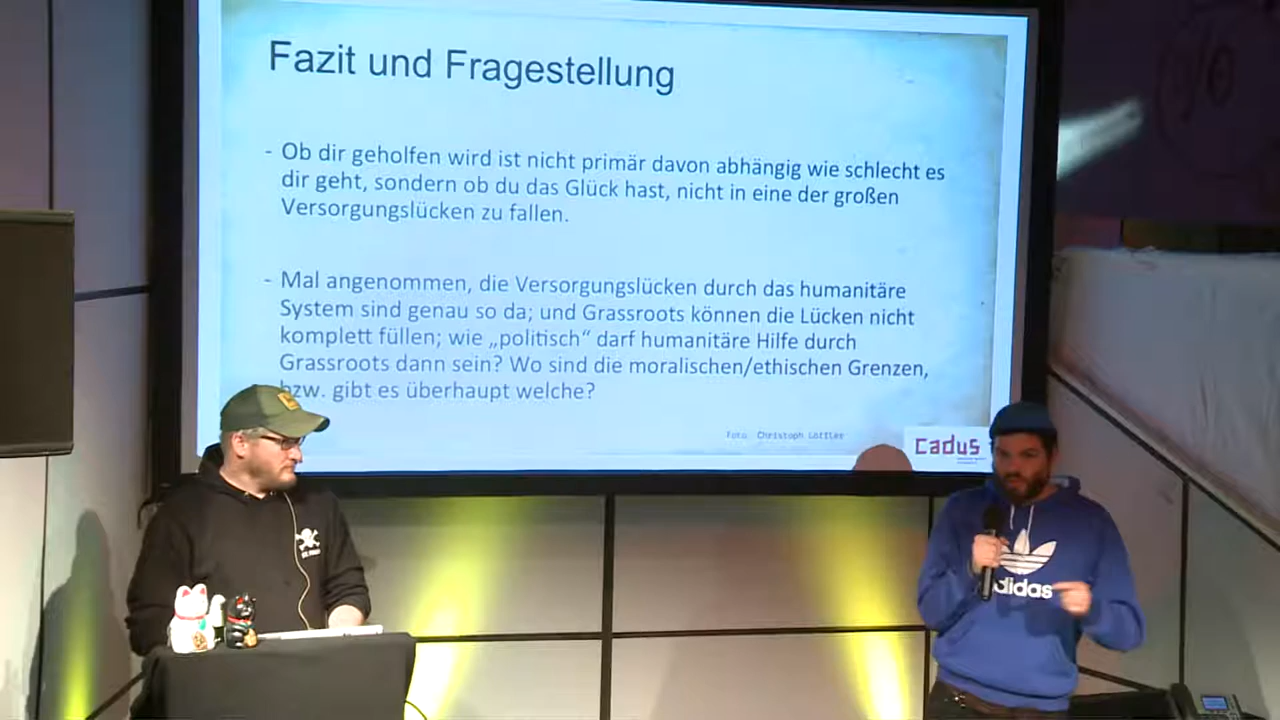 Fazit und Fragestellung
- Ob dir geholfen wird ist nicht primär davon abhängig wie schlecht es
dir geht, sondern ob du das Glück hast, nicht in eine der großen
Versorgungslücken zu fallen.
- Mal angenommen, die Versorgungslücken durch das humanitäre
System sind genau so da; und Grassroots können die Lücken nicht
komplett füllen; wie „politisch“ darf humanitäre Hilfe durch
Grassroots dann sein? Wo sind die moralischen/ethischen Grenzen,
bzw. gibt es überhaupt welche?
Foto: Christoph Löffler
cadus
adidas